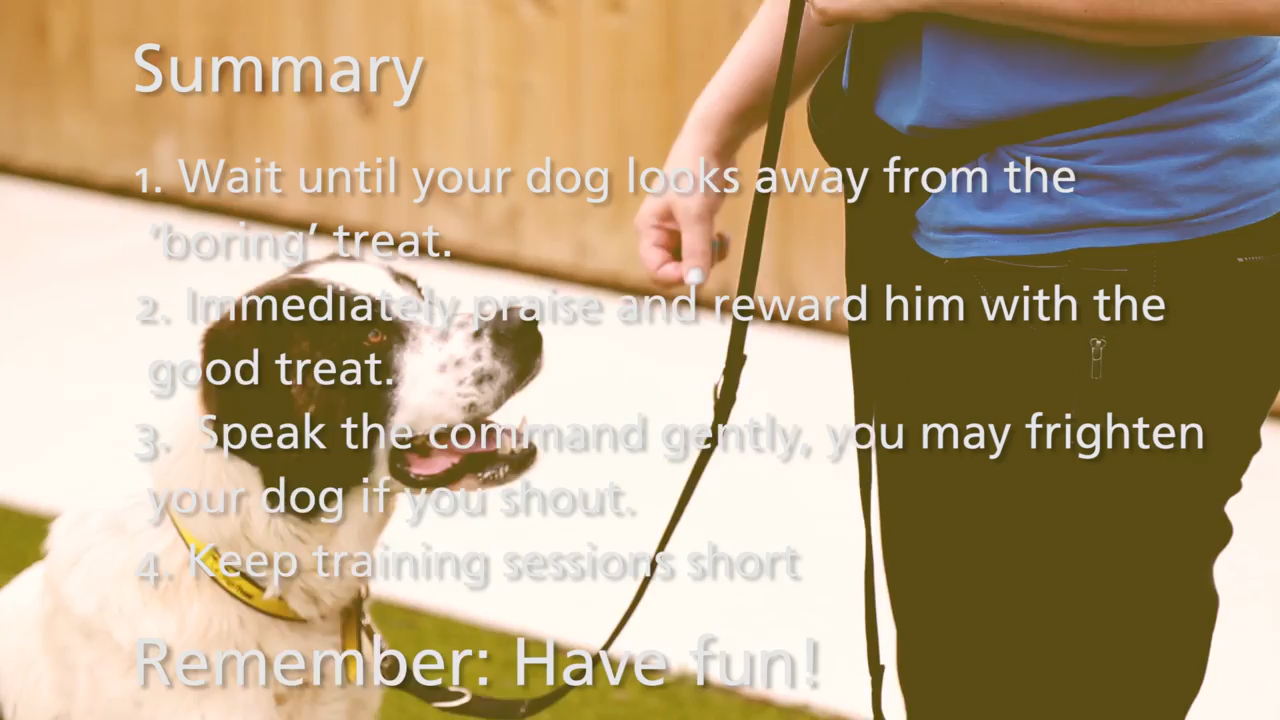 Summary
1. Wait until your dog looks away from the
‘boring’ treat.
2. Immediately praise and reward him with the
good treat.
3. Speak the command gently, you may frighten
your dog if you shout.
4. Keep training sessions short
Remember: Have fun!